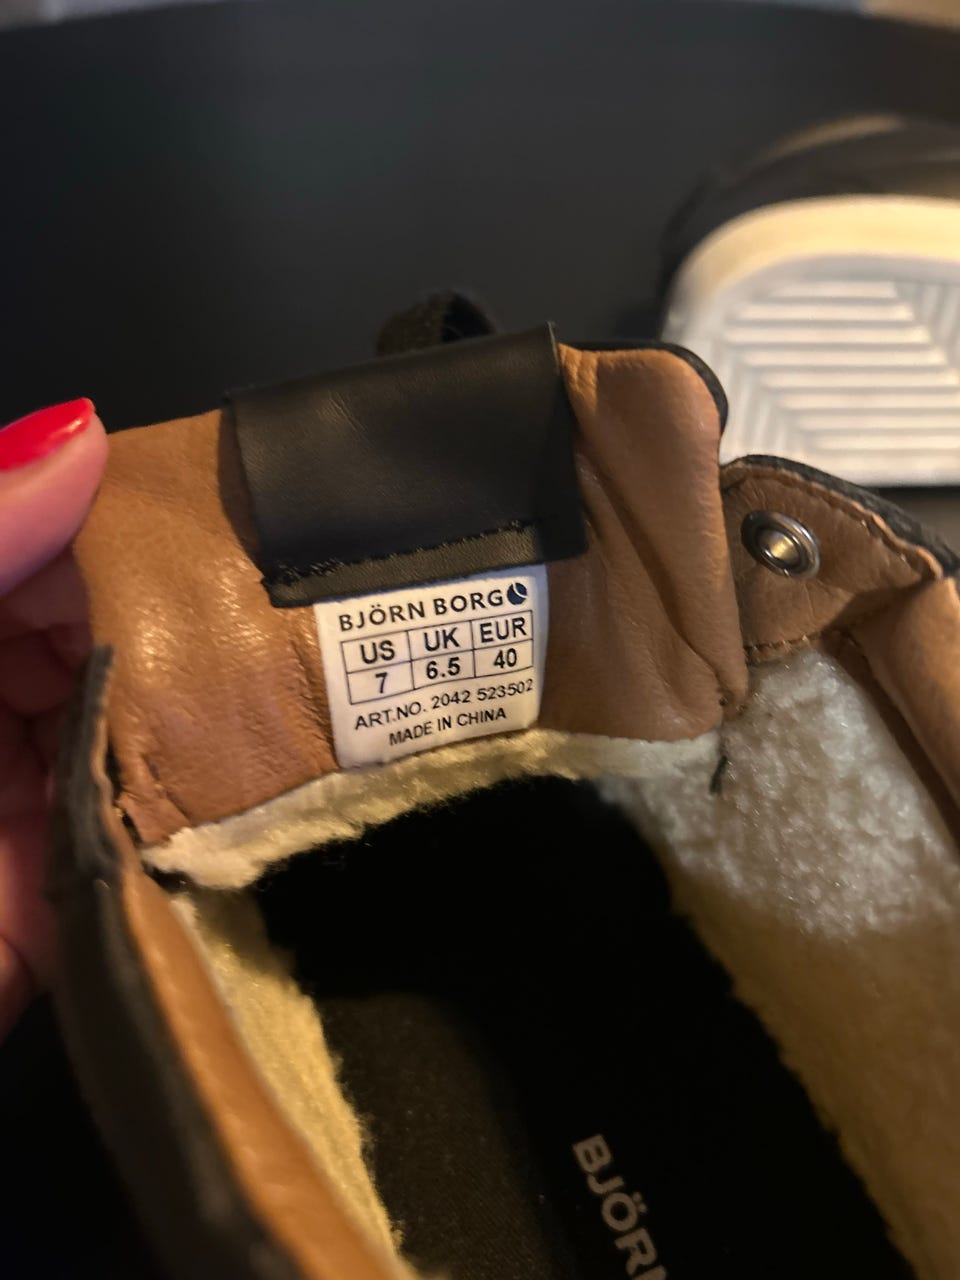 BJÖRN BORG
US UK EUR
7 6.5 40
ART.NO. 2042 523502
MADE IN CHINA
BJÖRN